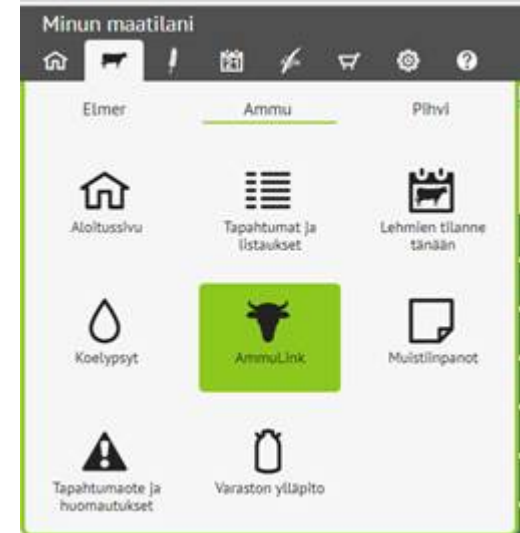 Minun maatilani
21
?
Elmer Ammu Pihvi
Aloitussivu
Tapahtumat ja
listaukset
Lehmien tilanne
tänään
Koelypsyt
AmmuLink
Muistiinpanot
Tapahtumaote ja
huomautukset
Varaston ylläpito